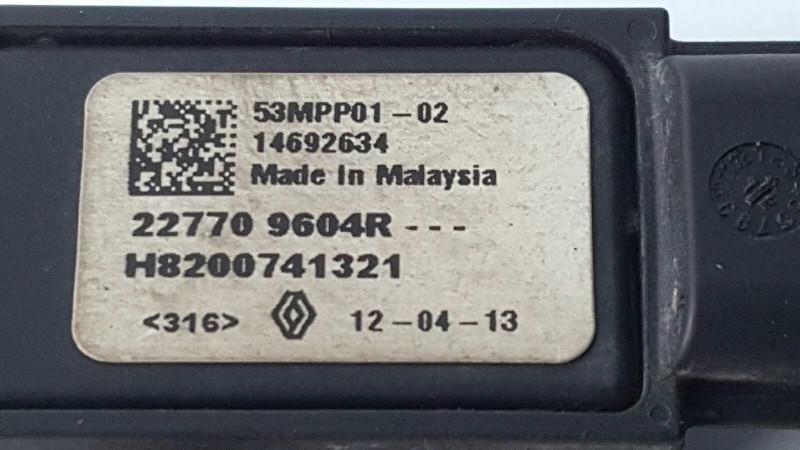 53MPP01-02
14692634
Made In Malaysia
22770 9604R ---
H8200741321
<316> 12-04-13